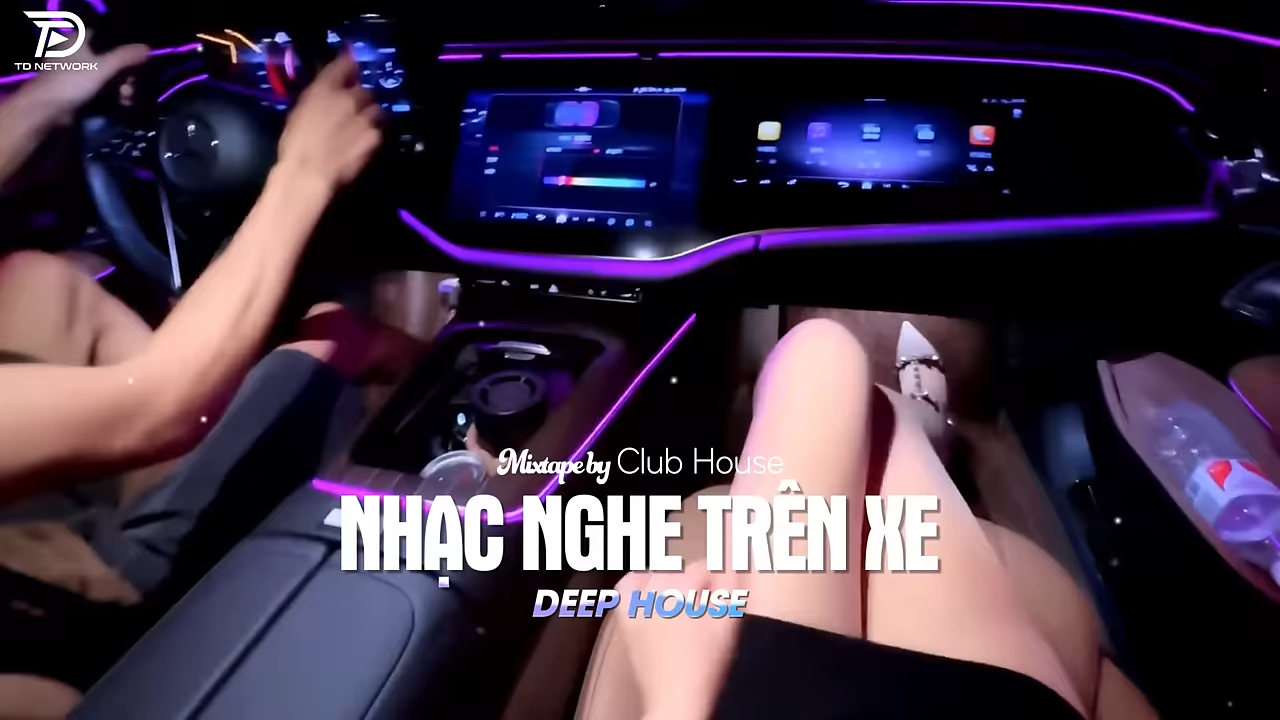 TD NETWORK
Mixtape by Club House
NHẠC NGHE TRÊN XE
DEEP HOUSE